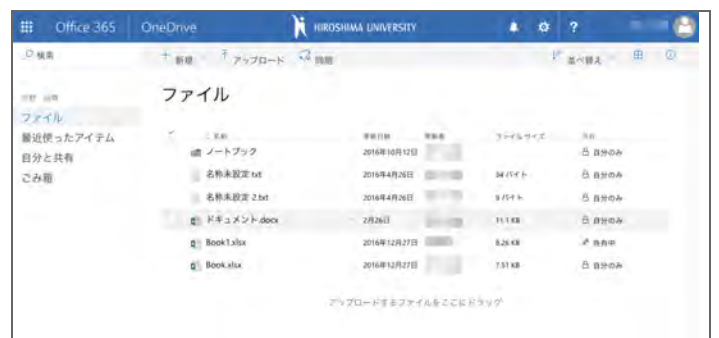 Office 365 OneDrive HIROSHIMA UNIVERSITY ?
検索 + 新規 アップロード 同期 並べ替え
ファイル
ファイル
最近使ったアイテム
自分と共有
ごみ箱
名前 更新日時 更新者 ファイル サイズ 共有
ノートブック 2016年10月12日 自分のみ
名称未設定.txt 2016年4月26日 94 バイト 自分のみ
名称未設定 2.txt 2016年4月26日 9 バイト 自分のみ
ドキュメント.docx 2月26日 11.1 KB 自分のみ
Book1.xlsx 2016年12月27日 8.26 KB 共有中
Book.xlsx 2016年12月27日 7.51 KB 自分のみ
アップロードするファイルをここにドラッグ